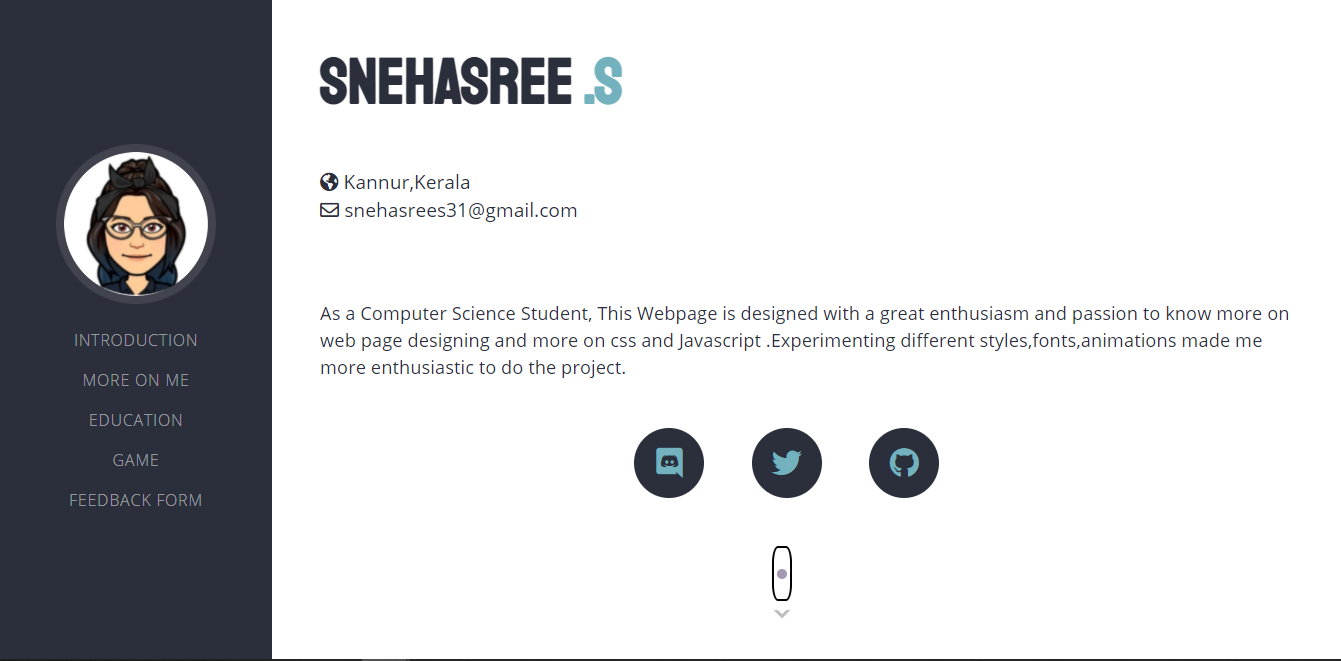 SNEHASREE .S
Kannur,Kerala
snehasrees31@gmail.com
INTRODUCTION
MORE ON ME
EDUCATION
GAME
FEEDBACK FORM
As a Computer Science Student, This Webpage is designed with a great enthusiasm and passion to know more on
web page designing and more on css and Javascript .Experimenting different styles,fonts,animations made me
more enthusiastic to do the project.